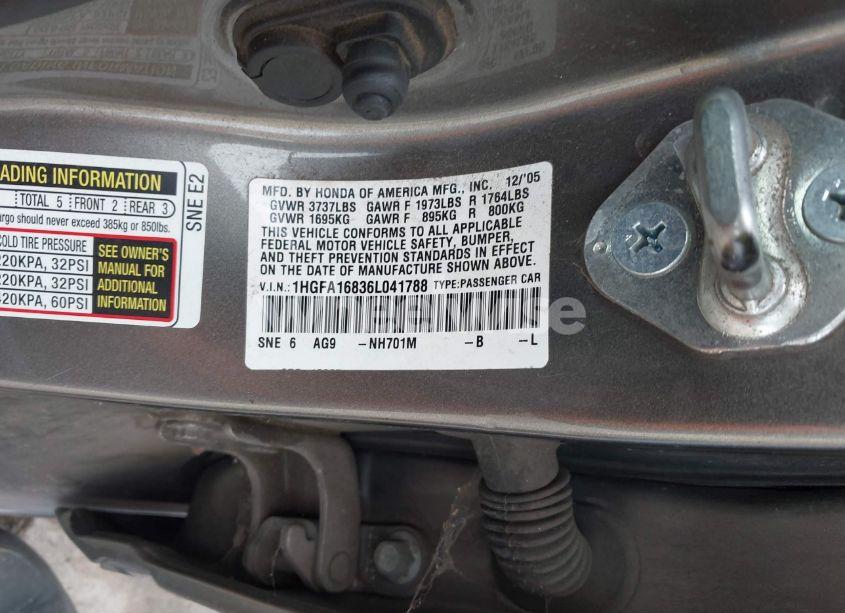 ADING INFORMATION
TOTAL 5 FRONT 2 REAR 3
argo should never exceed 385kg or 850lbs.
COLD TIRE PRESSURE
220KPA, 32PSI
220KPA, 32PSI
420KPA, 60PSI
SEE OWNER'S
MANUAL FOR
ADDITIONAL
INFORMATION
SNE E2
MFD. BY HONDA OF AMERICA MFG., INC. 12/'05
GVWR 3737LBS GAWR F 1973LBS R 1764LBS
GVWR 1695KG GAWR F 895KG R 800KG
THIS VEHICLE CONFORMS TO ALL APPLICABLE
FEDERAL MOTOR VEHICLE SAFETY, BUMPER,
AND THEFT PREVENTION STANDARDS IN EFFECT
ON THE DATE OF MANUFACTURE SHOWN ABOVE.
V.I.N: 1HGFA16836L041788 TYPE:PASSENGER CAR
SNE 6 AG9 -NH701M -B -L